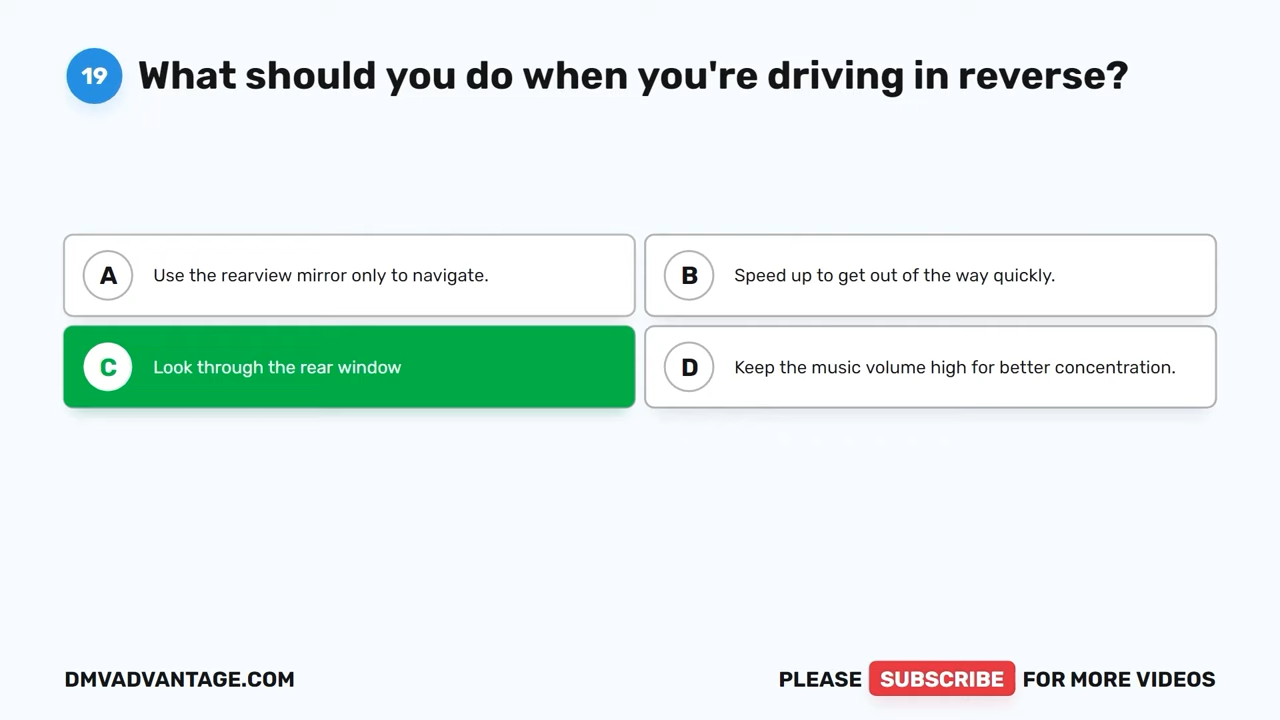 19 What should you do when you're driving in reverse?
A Use the rearview mirror only to navigate.
B Speed up to get out of the way quickly.
C Look through the rear window
D Keep the music volume high for better concentration.
DMVADVANTAGE.COM
PLEASE SUBSCRIBE FOR MORE VIDEOS